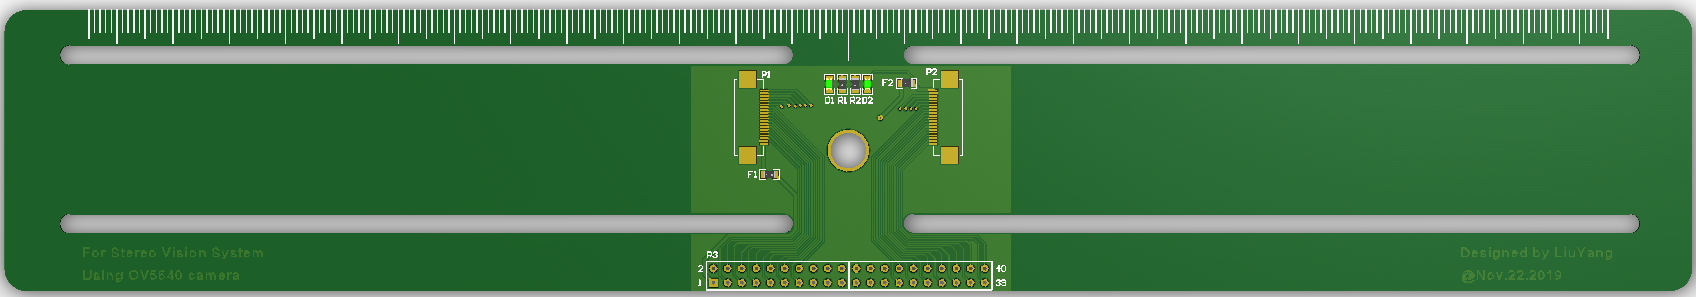 P1
P2
D1 R1 R2 D2
F2
F1
For Stereo Vision System
Using OV5640 camera
P3
2
40
1
39
Designed by LiuYang
@Nov.22.2019